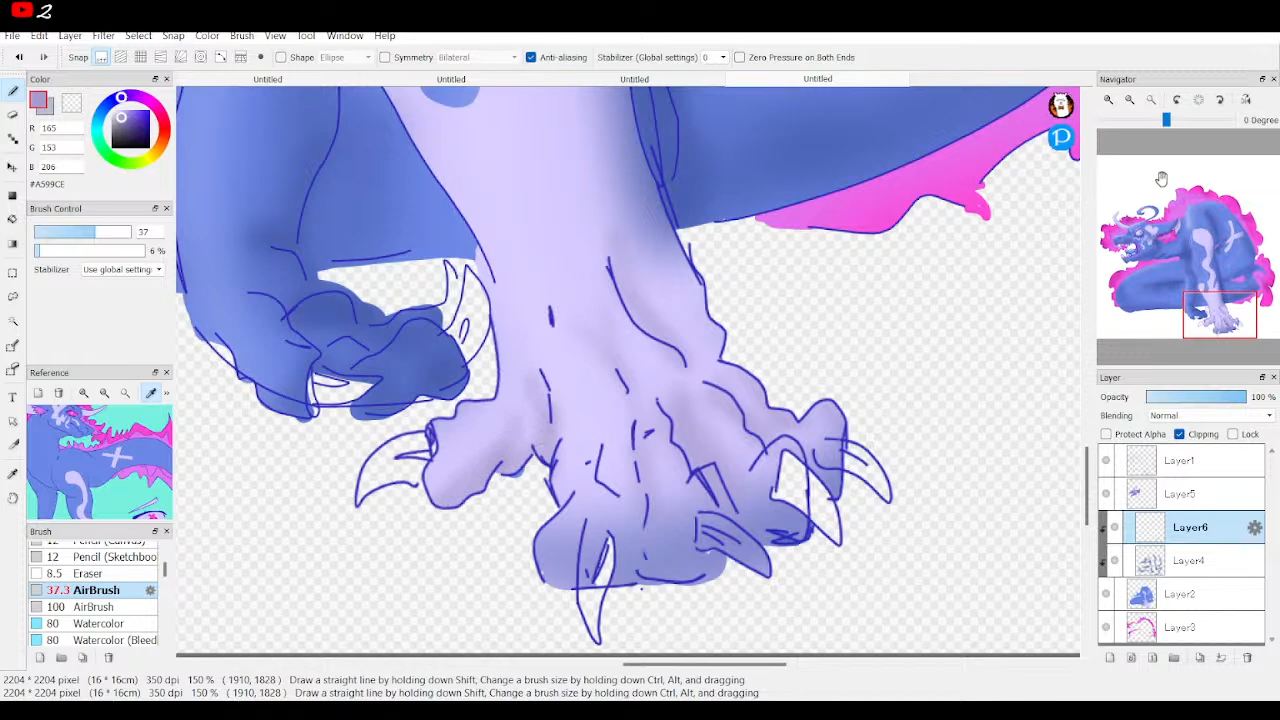 2
File Edit Layer Filter Select Snap Color Brush View Tool Window Help
Snap Shape Ellipse Symmetry Bilateral Anti-aliasing Stabilizer (Global settings) 0 Zero Pressure on Both Ends
Color Untitled Untitled Untitled Untitled Navigator
0 Degree
R 165
G 153
B 206
#A599CE
Brush Control
37
6 %
Stabilizer Use global setting
Reference
Layer
Opacity 100 %
Blending Normal
Protect Alpha Clipping Lock
Layer1
Layer5
Layer6
Layer4
Layer2
Layer3
Brush
12 Pencil (Canvas)
12 Pencil (Sketchboo
8.5 Eraser
37.3 AirBrush
100 AirBrush
80 Watercolor
80 Watercolor (Bleed
2204 * 2204 pixel (16 * 16cm) 350 dpi 150 % ( 1910, 1828 ) Draw a straight line by holding down Shift, Change a brush size by holding down Ctrl, Alt, and dragging
2204 * 2204 pixel (16 * 16cm) 350 dpi 150 % ( 1910, 1828 ) Draw a straight line by holding down Shift, Change a brush size by holding down Ctrl, Alt, and dragging